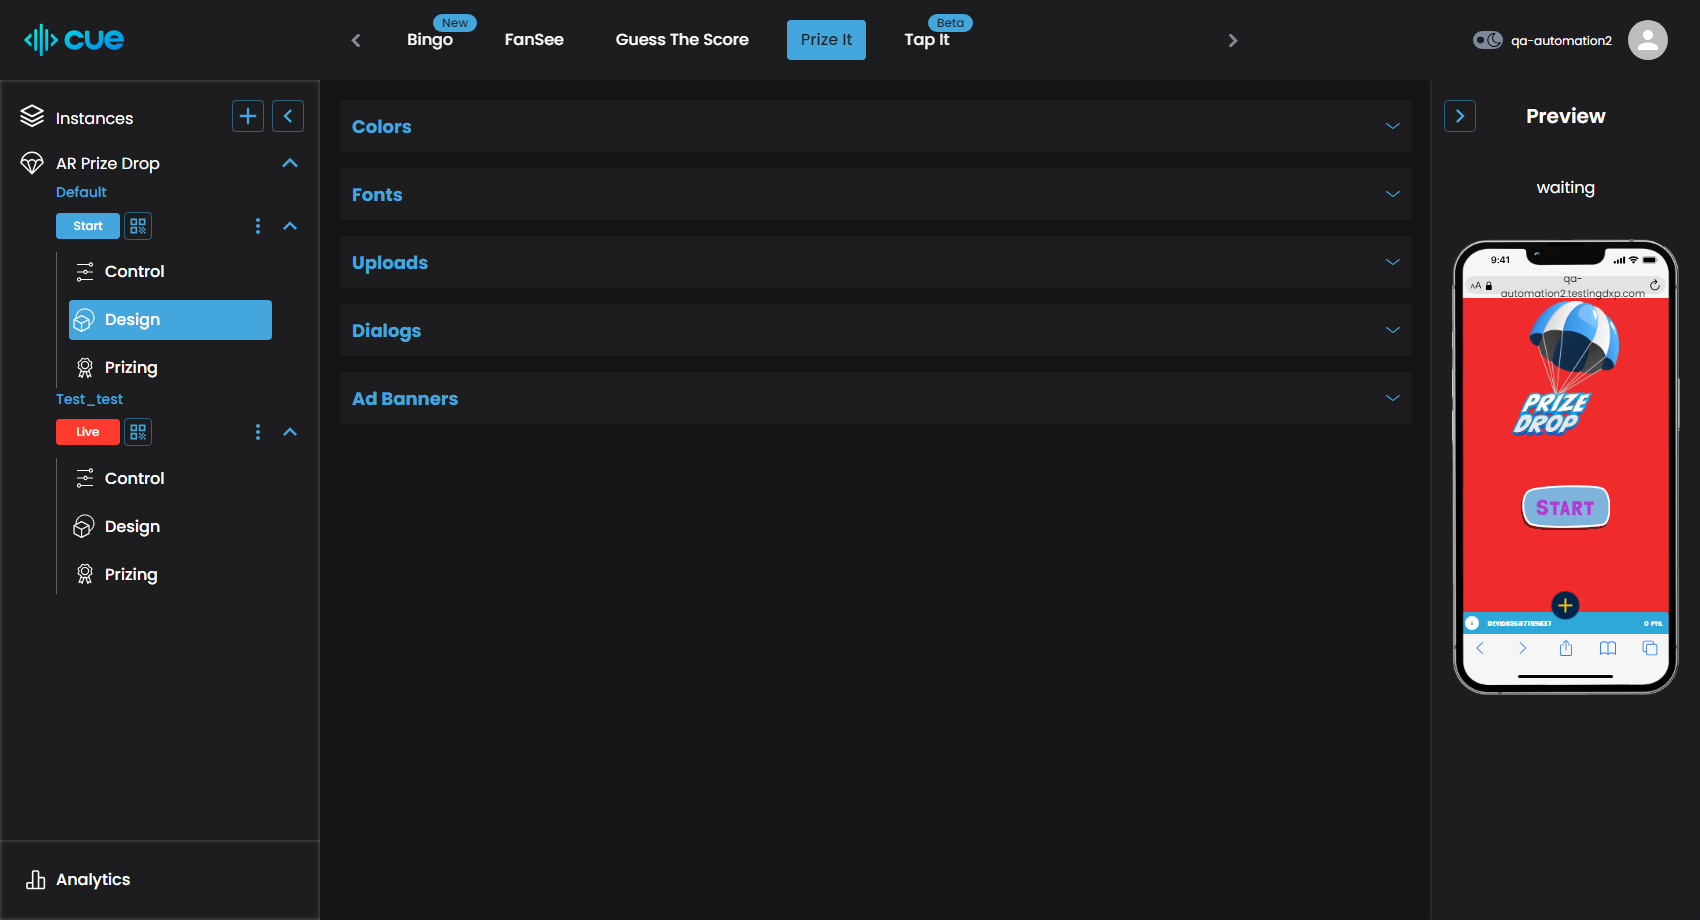 cue
New
Bingo
FanSee
Guess The Score
Prize It
Beta
Tap It
qa-automation2
Instances
AR Prize Drop
Default
Start
Control
Design
Prizing
Test_test
Live
Control
Design
Prizing
Analytics
Colors
Fonts
Uploads
Dialogs
Ad Banners
Preview
waiting
9:41
AA
qa-
automation2.testingdxp.com
PRIZE
DROP
START
0 PTS.